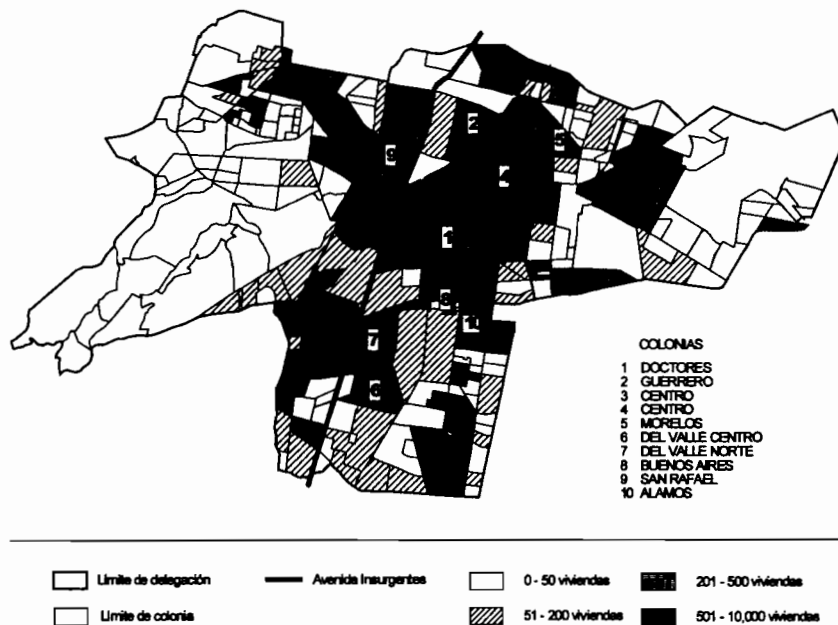 2
5
9
4
1
8
10
7
6
COLONIAS
1 DOCTORES
2 GUERRERO
3 CENTRO
4 CENTRO
5 MORELOS
6 DEL VALLE CENTRO
7 DEL VALLE NORTE
8 BUENOS AIRES
9 SAN RAFAEL
10 ALAMOS
Límite de delegación
Avenida Insurgentes
0 - 50 viviendas
201 - 500 viviendas
Límite de colonia
51 - 200 viviendas
501 - 10,000 viviendas